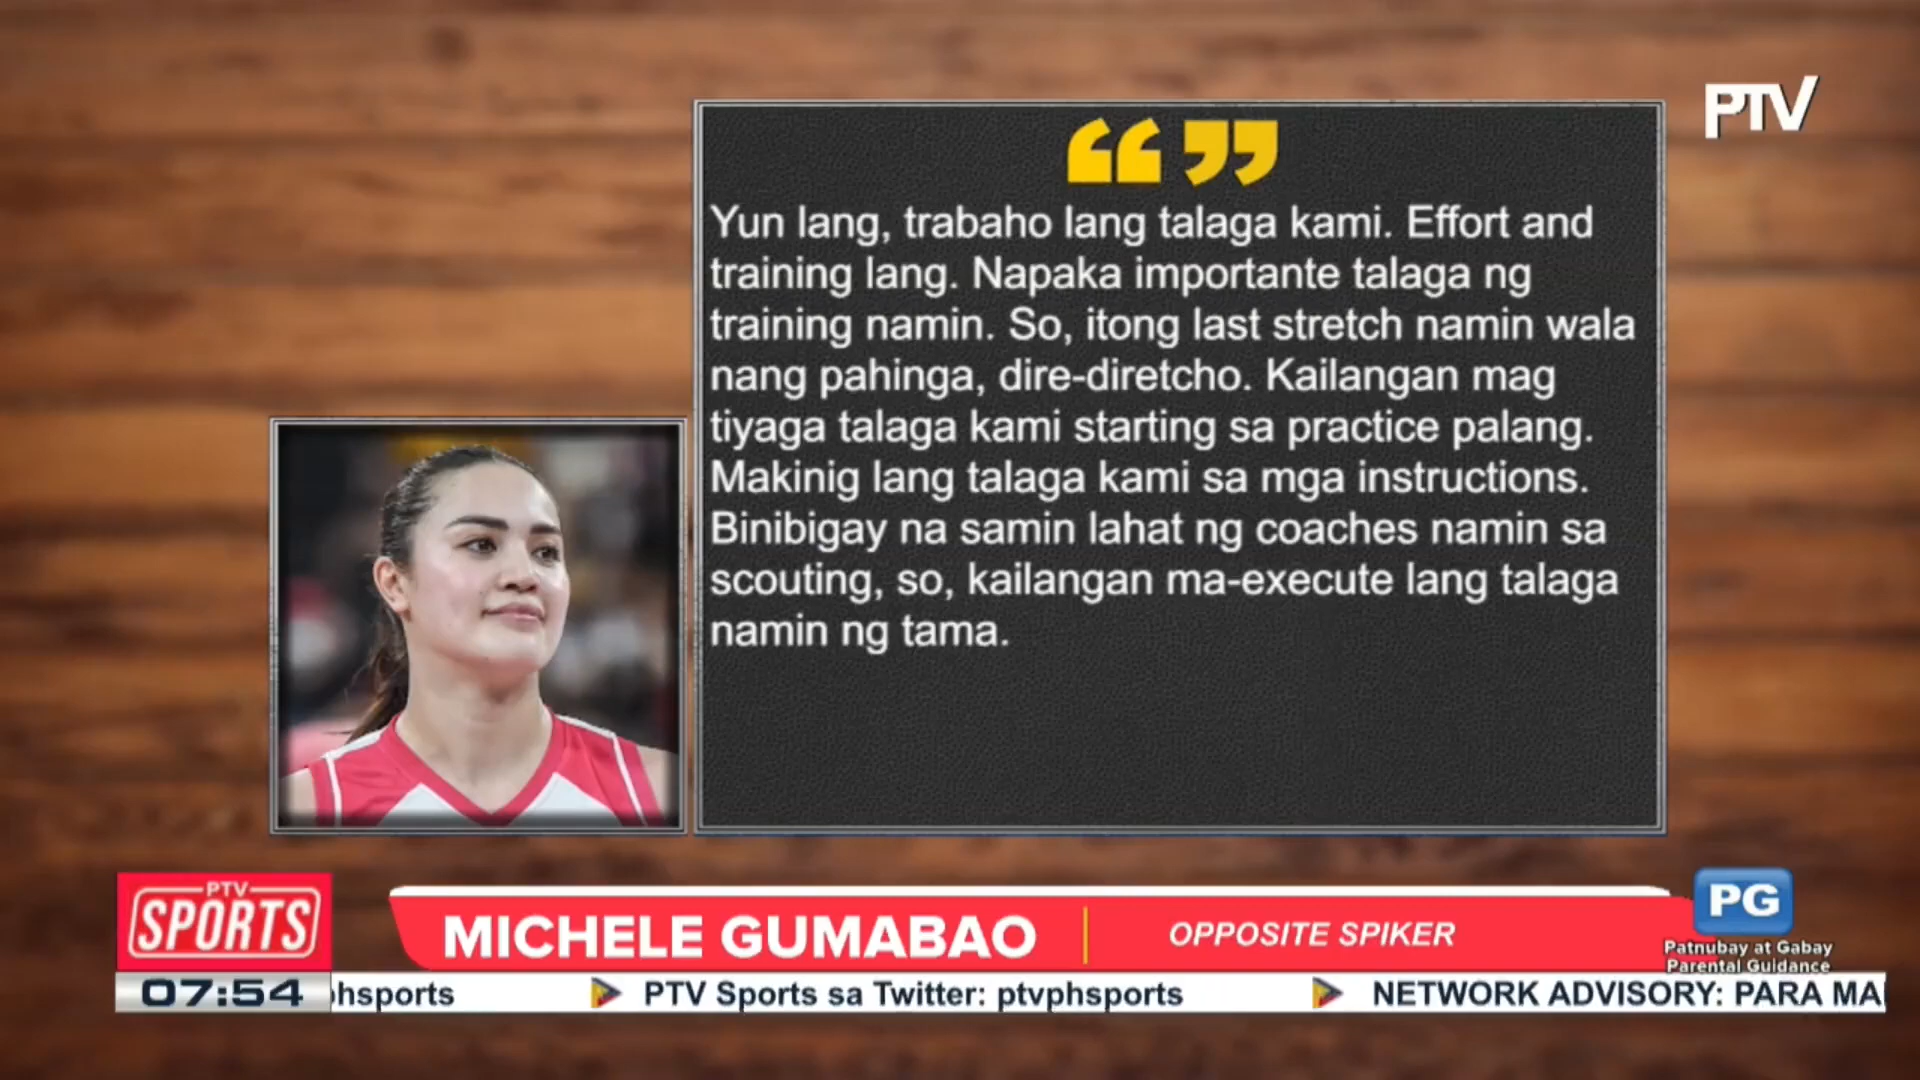 PTV
“ ”
Yun lang, trabaho lang talaga kami. Effort and
training lang. Napaka importante talaga ng
training namin. So, itong last stretch namin wala
nang pahinga, dire-diretcho. Kailangan mag
tiyaga talaga kami starting sa practice palang.
Makinig lang talaga kami sa mga instructions.
Binibigay na samin lahat ng coaches namin sa
scouting, so, kailangan ma-execute lang talaga
namin ng tama.
PTV
SPORTS
MICHELE GUMABAO
OPPOSITE SPIKER
PG
Patnubay at Gabay
Parental Guidance
07:54
hsports PTV Sports sa Twitter: ptvphsports NETWORK ADVISORY: PARA MA